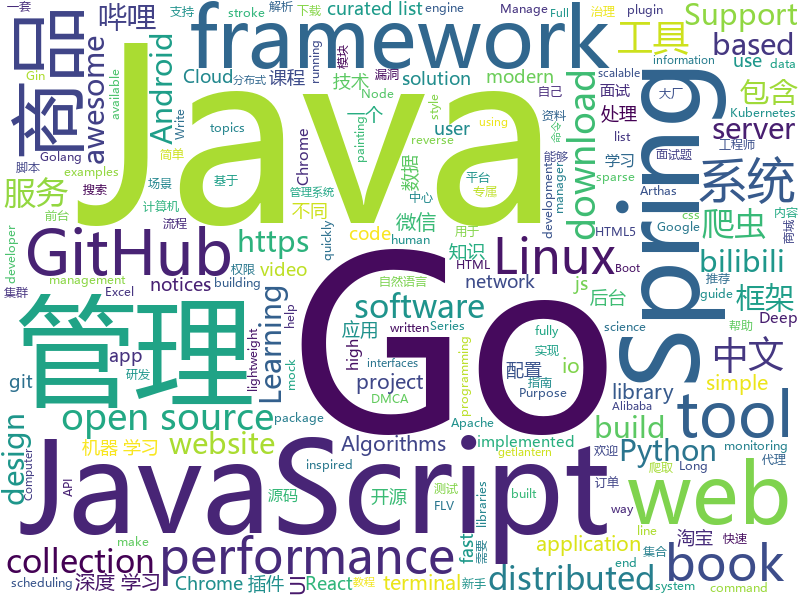 一套
哔哩
curated list
支持
stroke
解析
下载
engine
Manage
Full
治理
plugin
商品
framework
Support
工具
Android
Cloud
课程
solution
modern
based
awesome
技术
分布式
Chrome
running
模块
漏洞
自己
information
use
data
包含
Java
Spring
download
Gin
available
user
Node
Write
topics
一个
style
面试
资料
scalable
Kubernetes
处理
list
大厂
server
Golang
脚本
examples
简单
reverse
painting
命令
能够
学习
面试题
工程师
服务
搜索
基于
场景
数据
平台
development
manager
sparse
Arthas
系统
前台
计算机
不同
微信
中心
专属
用于
爬虫
css
Google
内容
商城
developer
流程
管理系统
code
human
HTML5
GitHub
https
知识
HTML
Linux
Boot
推荐
bilibili
权限
video
quickly
js
后台
guide
management
building
自然语言
notices
network
框架
集群
Excel
Series
Deep
Learning
software
io
帮助
研发
written
fully
science
管理
Go
app
help
应用
high
配置
实现
中文
git
lightweight
mock
project
指南
library
simple
DMCA
interfaces
programming
Purpose
Alibaba
tool
open source
package
Apache
build
monitoring
design
机器 学习
website
Algorithms
implemented
Python
欢迎
爬取
Long
代理
Computer
API
JavaScript
getlantern
inspired
源码
开源
FLV
测试
built
libraries
web
way
订单
application
淘宝
快速
collection
performance
fast
需要
line
集合
book
make
深度 学习
Chrome 插件
UI
React
教程
terminal
新手
distributed
end
system
scheduling
command